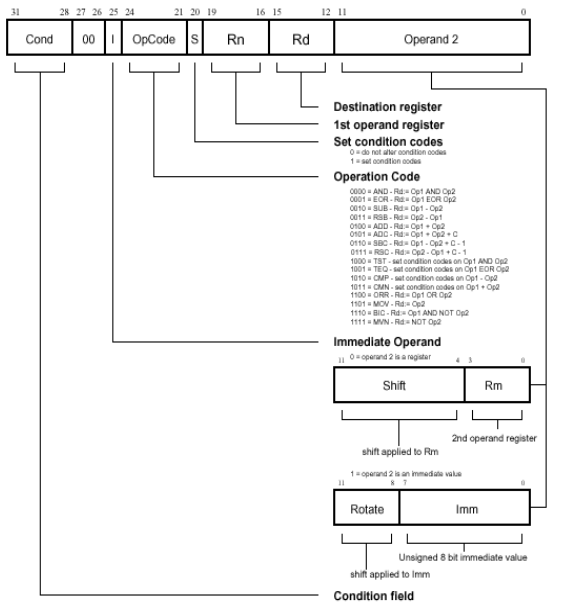 31 28 27 26 25 24 21 20 19 16 15 12 11 0
Cond 00 I OpCode S Rn Rd Operand 2
Destination register
1st operand register
Set condition codes
0 = do not alter condition codes
1 = set condition codes
Operation Code
0000 = AND - Rd:= Op1 AND Op2
0001 = EOR - Rd:= Op1 EOR Op2
0010 = SUB - Rd:= Op1 - Op2
0011 = RSB - Rd:= Op2 - Op1
0100 = ADD - Rd:= Op1 + Op2
0101 = ADC - Rd:= Op1 + Op2 + C
0110 = SBC - Rd:= Op1 - Op2 + C - 1
0111 = RSC - Rd:= Op2 - Op1 + C - 1
1000 = TST - set condition codes on Op1 AND Op2
1001 = TEQ - set condition codes on Op1 EOR Op2
1010 = CMP - set condition codes on Op1 - Op2
1011 = CMN - set condition codes on Op1 + Op2
1100 = ORR - Rd:= Op1 OR Op2
1101 = MOV - Rd:= Op2
1110 = BIC - Rd:= Op1 AND NOT Op2
1111 = MVN - Rd:= NOT Op2
Immediate Operand
0 = operand 2 is a register
11 4 3 0
Shift Rm
2nd operand register
shift applied to Rm
1 = operand 2 is an immediate value
11 8 7 0
Rotate Imm
Unsigned 8 bit immediate value
shift applied to Imm
Condition field